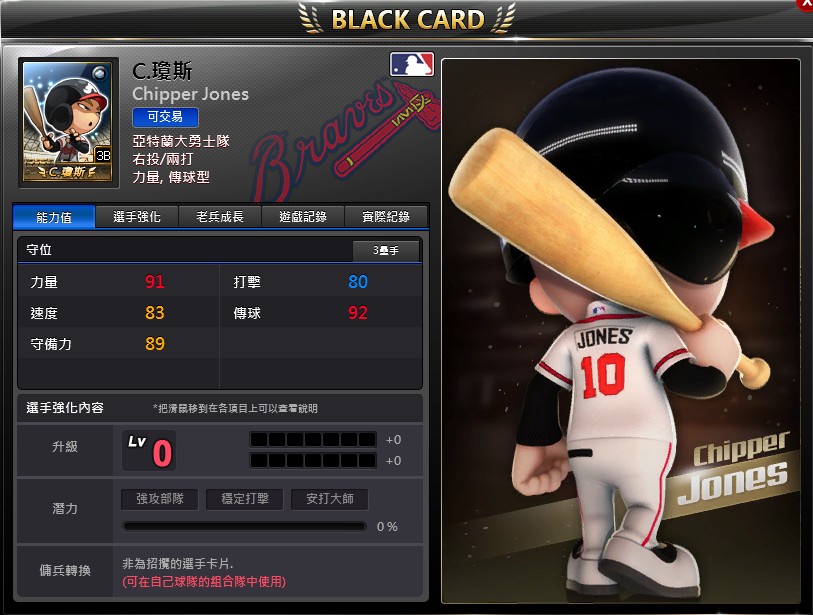 BLACK CARD
X
C.瓊斯
Chipper Jones
可交易
亞特蘭大勇士隊
右投/兩打
力量, 傳球型
3B
C.瓊斯
Braves
能力值 選手強化 老兵成長 遊戲記錄 實際紀錄
守位 3壘手
力量 91 打擊 80
速度 83 傳球 92
守備力 89
選手強化內容 *把滑鼠移到在各項目上可以查看說明
升級 Lv 0 +0
+0
潛力 強攻部隊 穩定打擊 安打大師
0 %
傭兵轉換 非為招攬的選手卡片.
(可在自己球隊的組合隊中使用)
JONES
10
Chipper
Jones